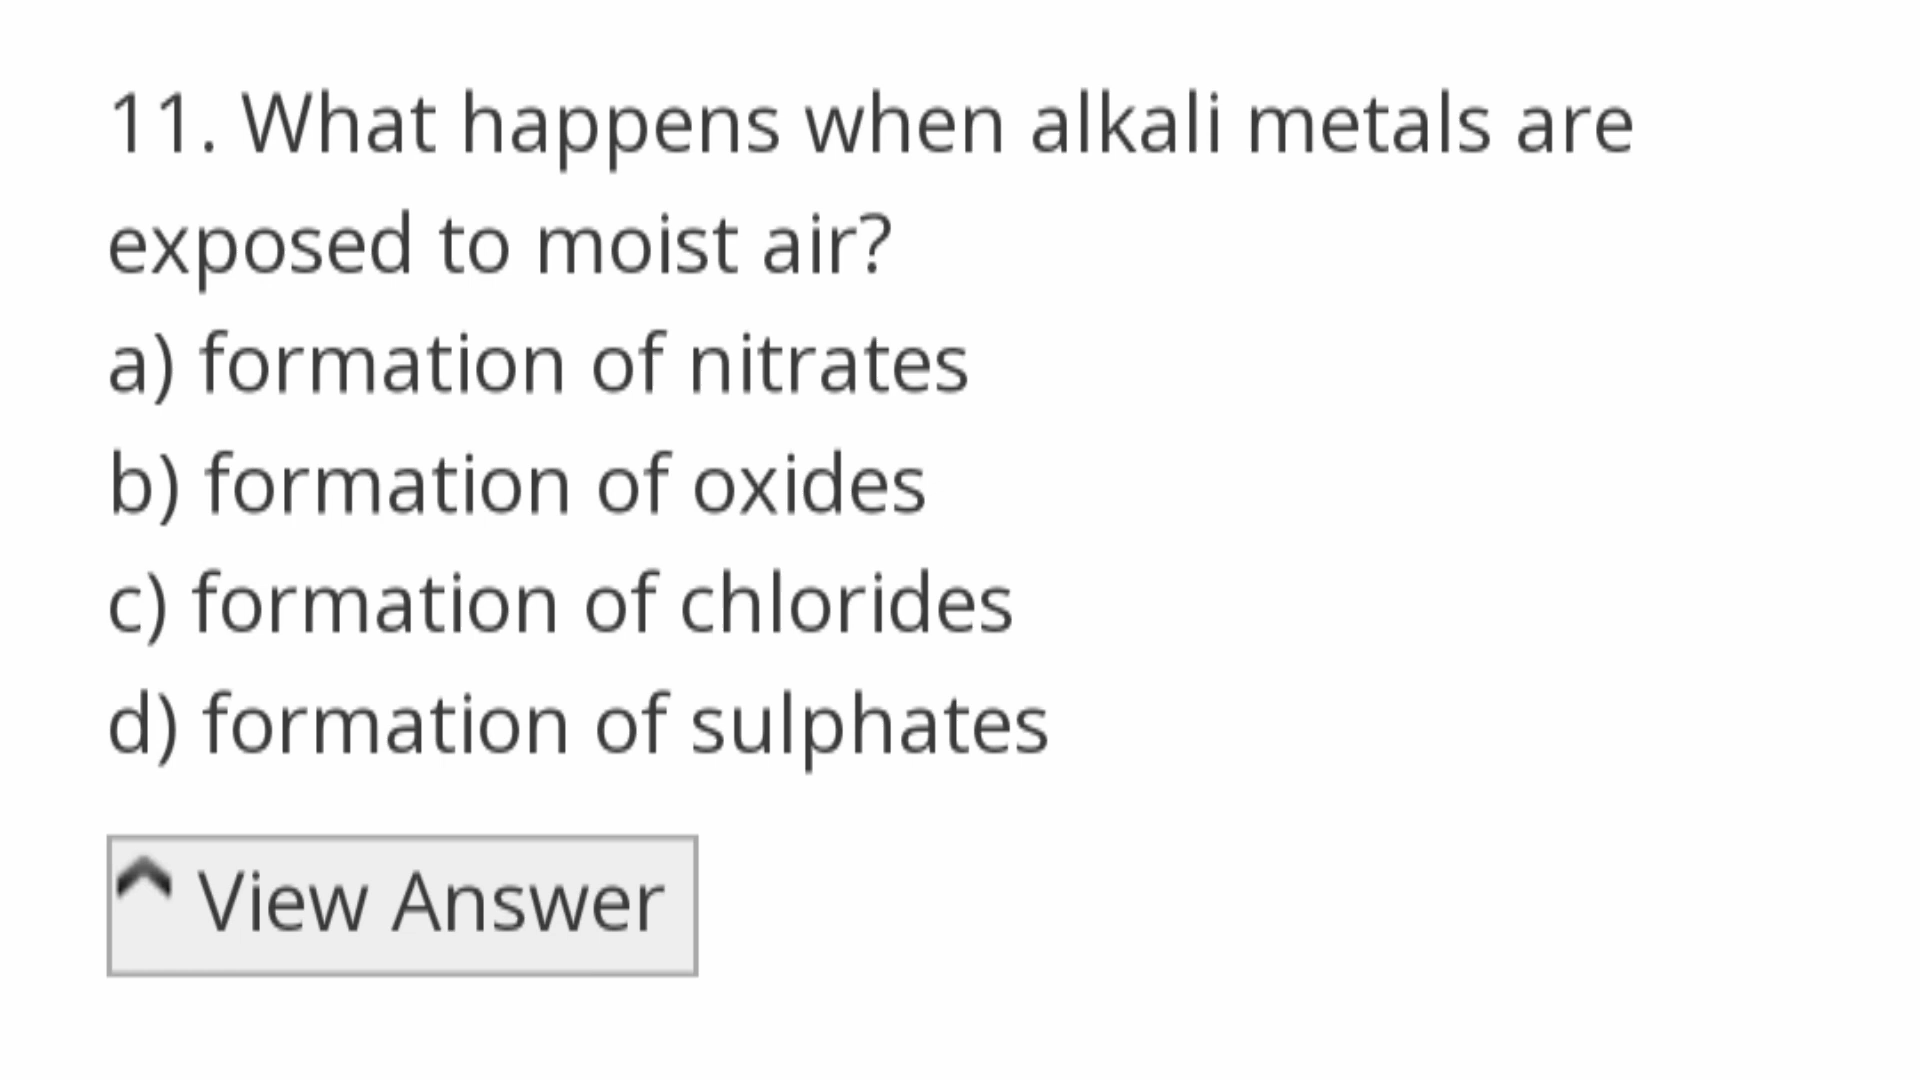 11. What happens when alkali metals are
exposed to moist air?
a) formation of nitrates
b) formation of oxides
c) formation of chlorides
d) formation of sulphates
View Answer